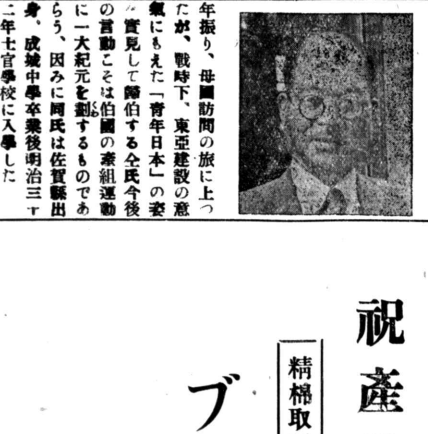 年振り、母國訪問の旅に上つ
たが、戰時下、東亞建設の意
氣にもえた「青年日本」の姿
を實見して歸伯する仝氏今後
の言動こそは伯國の產組運動
に一大紀元を劃するものであ
らう、因みに同氏は佐賀縣出
身、成城中學卒業後明治三十
二年士官學校に入學した
祝產
精棉取
ブ